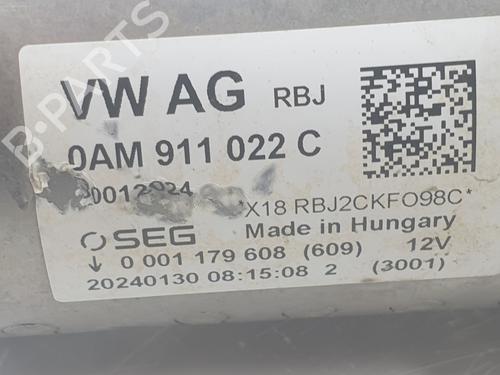 VW AG RBJ
0AM 911 022 C
*X18 RBJ2CKFO98C*
SEG Made in Hungary
0 001 179 608 (609) 12V
20240130 08:15:08 2 (3001)
B-PARTS